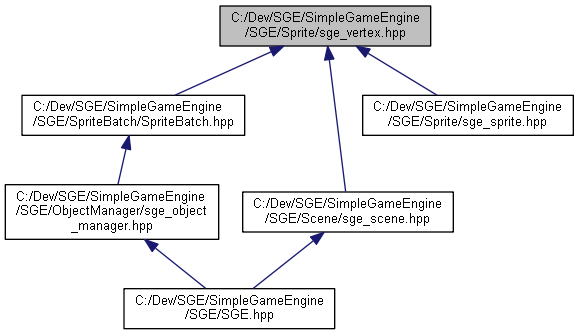 C:/Dev/SGE/SimpleGameEngine
/SGE/Sprite/sge_vertex.hpp
C:/Dev/SGE/SimpleGameEngine
/SGE/SpriteBatch/SpriteBatch.hpp
C:/Dev/SGE/SimpleGameEngine
/SGE/Sprite/sge_sprite.hpp
C:/Dev/SGE/SimpleGameEngine
/SGE/ObjectManager/sge_object
_manager.hpp
C:/Dev/SGE/SimpleGameEngine
/SGE/Scene/sge_scene.hpp
C:/Dev/SGE/SimpleGameEngine
/SGE/SGE.hpp